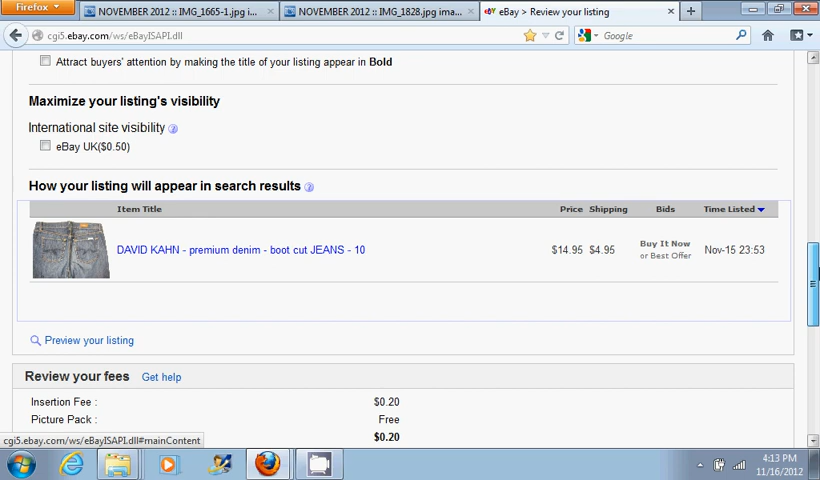 Firefox
NOVEMBER 2012 :: IMG_1665-1.jpg i...
NOVEMBER 2012 :: IMG_1828.jpg ima...
eBay > Review your listing
cgi5.ebay.com/ws/eBayISAPI.dll
Google
Attract buyers' attention by making the title of your listing appear in Bold
Maximize your listing's visibility
International site visibility
eBay UK($0.50)
How your listing will appear in search results
Item Title Price Shipping Bids Time Listed
DAVID KAHN - premium denim - boot cut JEANS - 10 $14.95 $4.95 Buy It Now Nov-15 23:53
or Best Offer
Preview your listing
Review your fees Get help
Insertion Fee : $0.20
Picture Pack : Free
$0.20
cgi5.ebay.com/ws/eBayISAPI.dll#mainContent
4:13 PM
11/16/2012